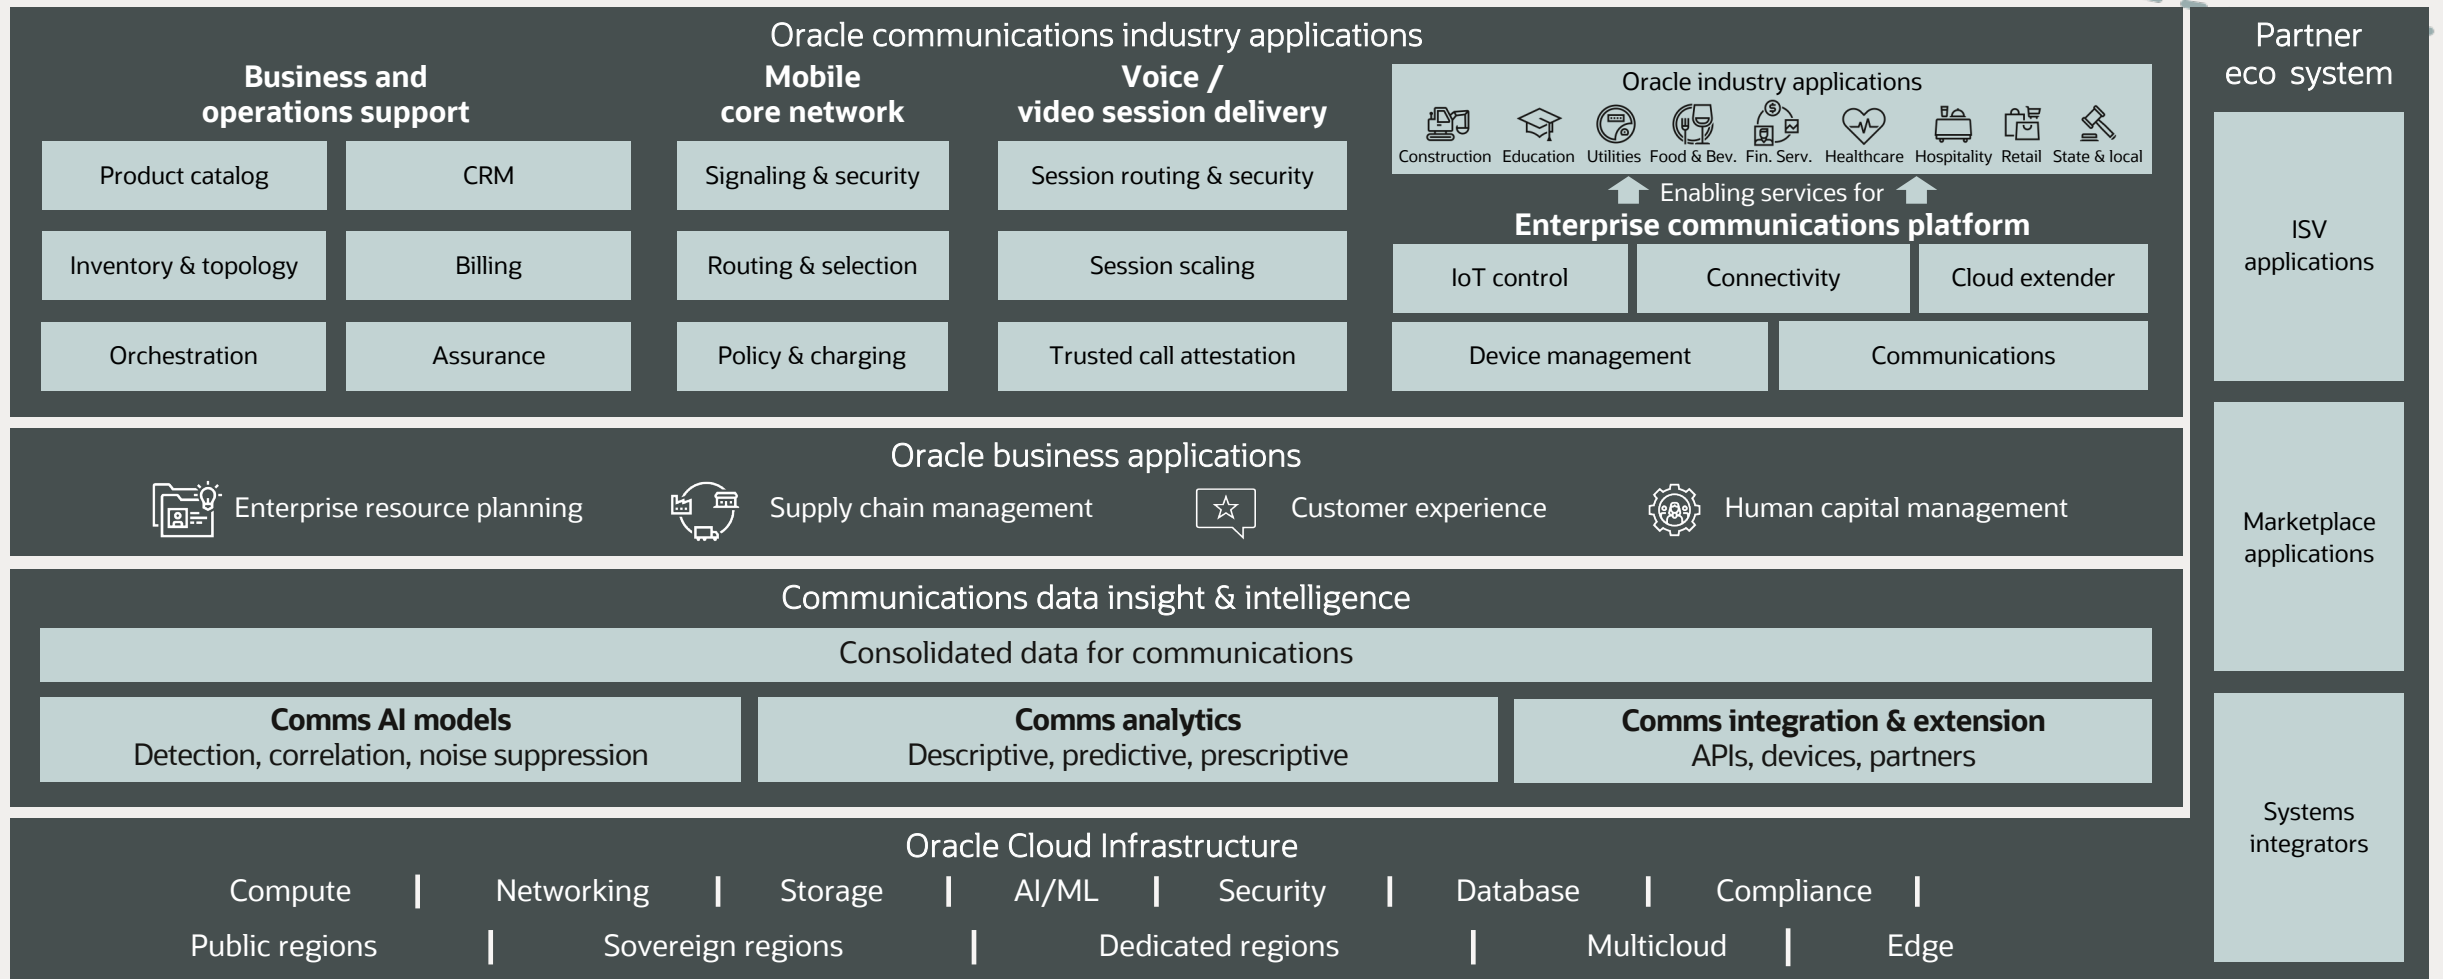 Oracle communications industry applications
Business and
operations support
Product catalog
CRM
Inventory & topology
Billing
Orchestration
Assurance
Mobile
core network
Signaling & security
Routing & selection
Policy & charging
Voice /
video session delivery
Session routing & security
Session scaling
Trusted call attestation
Oracle industry applications
Construction Education Utilities Food & Bev. Fin. Serv. Healthcare Hospitality Retail State & local
Enabling services for
Enterprise communications platform
IoT control
Connectivity
Cloud extender
Device management
Communications
Oracle business applications
Enterprise resource planning
Supply chain management
Customer experience
Human capital management
Communications data insight & intelligence
Consolidated data for communications
Comms AI models
Detection, correlation, noise suppression
Comms analytics
Descriptive, predictive, prescriptive
Comms integration & extension
APIs, devices, partners
Oracle Cloud Infrastructure
Compute | Networking | Storage | AI/ML | Security | Database | Compliance |
Public regions | Sovereign regions | Dedicated regions | Multicloud | Edge
Partner
eco system
ISV
applications
Marketplace
applications
Systems
integrators